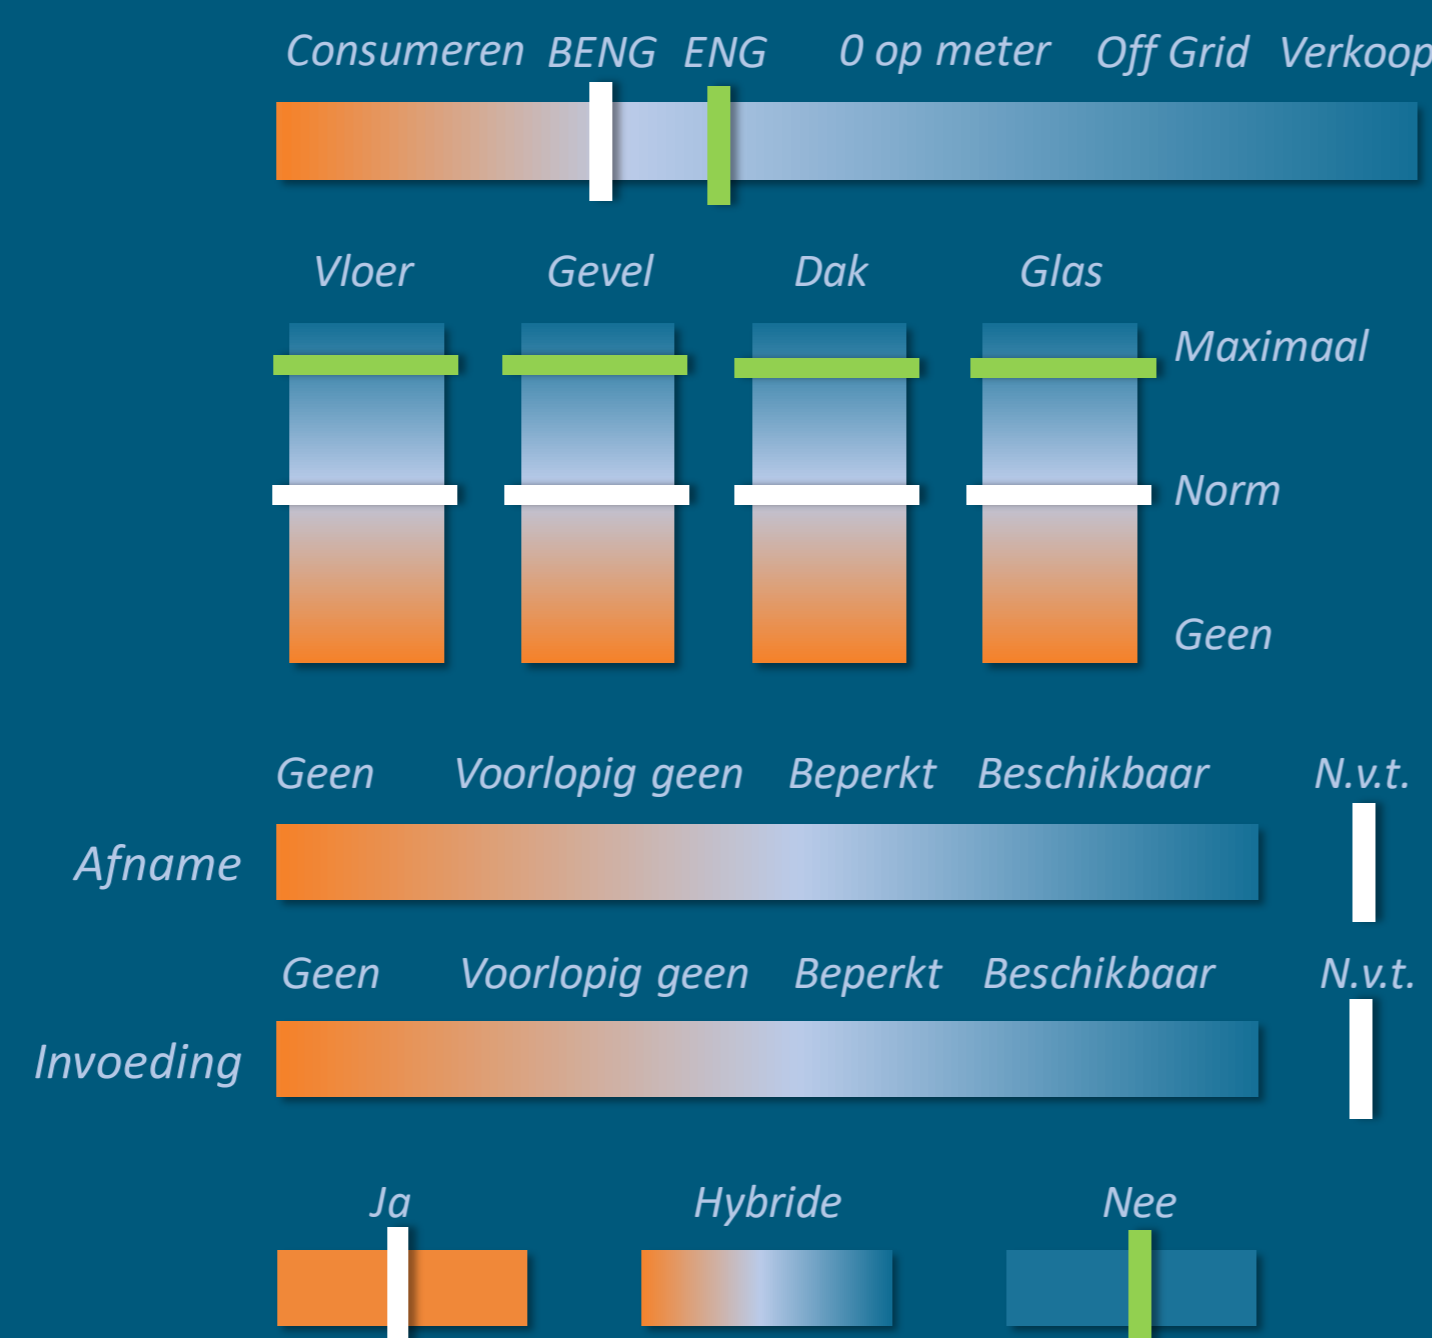 Consumeren BENG ENG 0 op meter Off Grid Verkoop
Vloer Gevel Dak Glas
Maximaal
Norm
Geen
Geen Voorlopig geen Beperkt Beschikbaar N.v.t.
Afname
Geen Voorlopig geen Beperkt Beschikbaar N.v.t.
Invoeding
Ja Hybride Nee